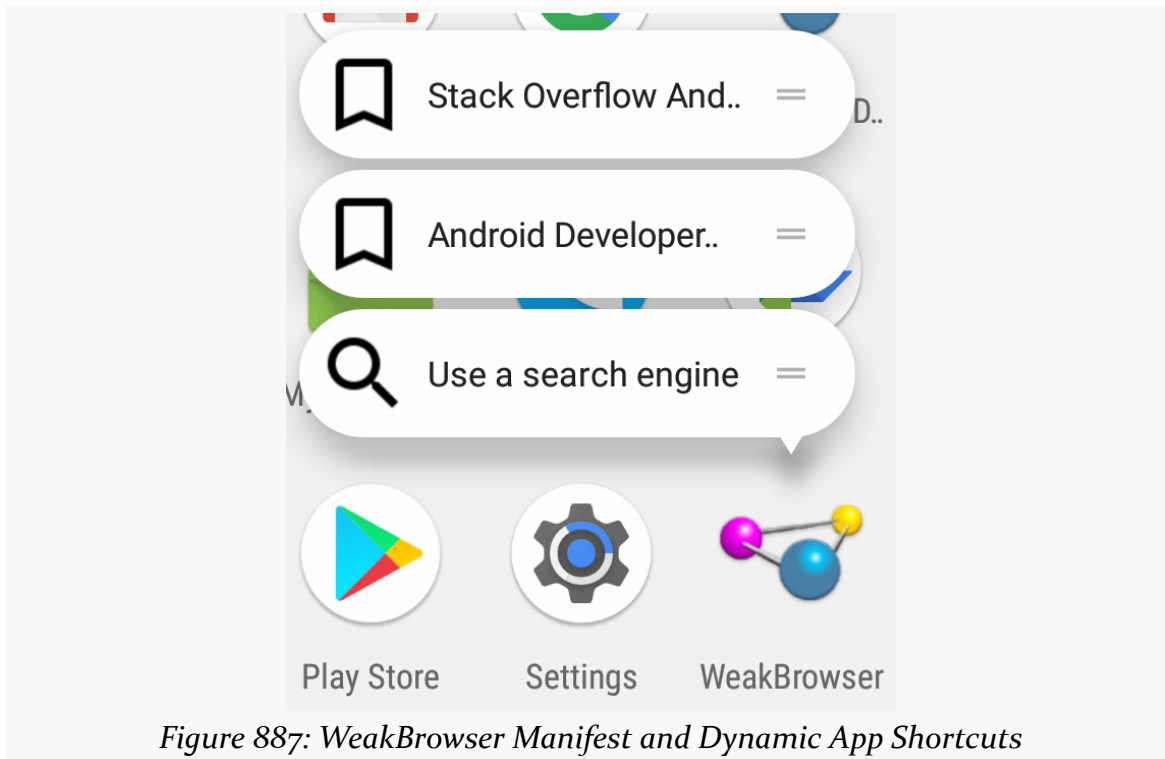 Stack Overflow And..
D..
Android Developer..
Use a search engine
My
Play Store
Settings
WeakBrowser
Figure 887: WeakBrowser Manifest and Dynamic App Shortcuts